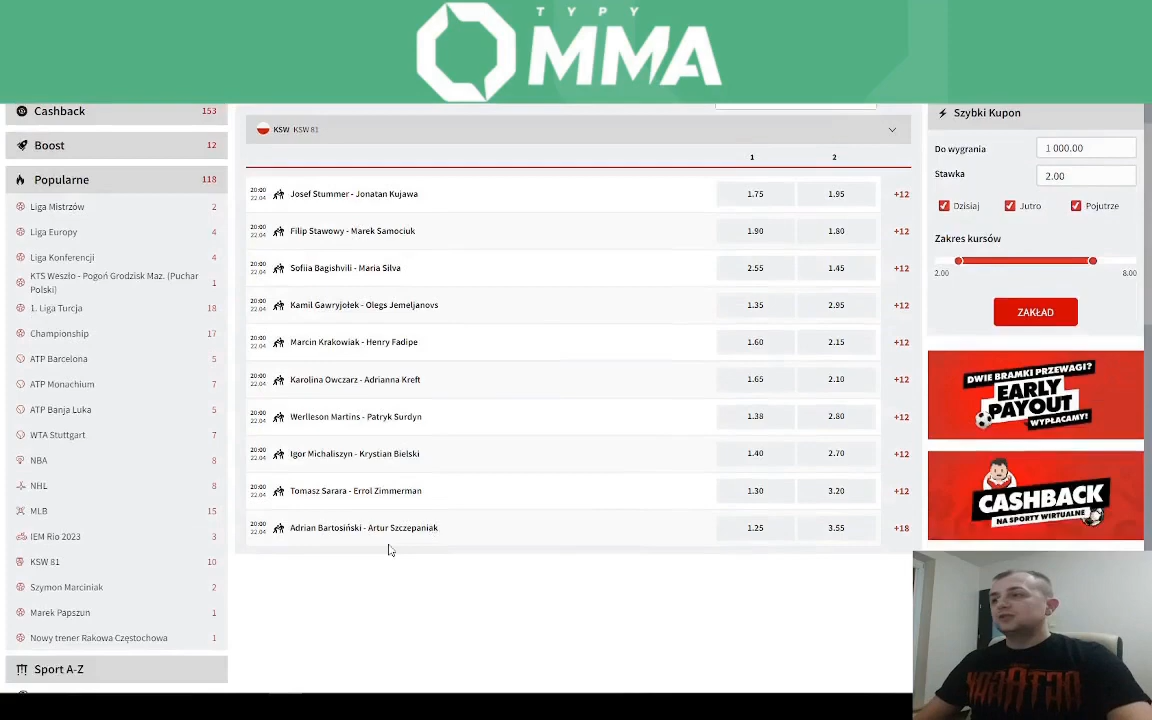 TYPY
MMA
Cashback 153
Boost 12
Popularne 118
Liga Mistrzów 2
Liga Europy 4
Liga Konferencji 4
KTS Weszło - Pogoń Grodzisk Maz. (Puchar
Polski) 1
1. Liga Turcja 18
Championship 17
ATP Barcelona 5
ATP Monachium 7
ATP Banja Luka 5
WTA Stuttgart 7
NBA 8
NHL 8
MLB 15
IEM Rio 2023 3
KSW 81 10
Szymon Marciniak 2
Marek Papszun 1
Nowy trener Rakowa Częstochowa 1
Sport A-Z
KSW KSW 81
1 2
20:00
22.04 Josef Stummer - Jonatan Kujawa 1.75 1.95 +12
20:00
22.04 Filip Stawowy - Marek Samociuk 1.90 1.80 +12
20:00
22.04 Sofiia Bagishvili - Maria Silva 2.55 1.45 +12
20:00
22.04 Kamil Gawryjołek - Olegs Jemeljanovs 1.35 2.95 +12
20:00
22.04 Marcin Krakowiak - Henry Fadipe 1.60 2.15 +12
20:00
22.04 Karolina Owczarz - Adrianna Kreft 1.65 2.10 +12
20:00
22.04 Werlleson Martins - Patryk Surdyn 1.38 2.80 +12
20:00
22.04 Igor Michaliszyn - Krystian Bielski 1.40 2.70 +12
20:00
22.04 Tomasz Sarara - Errol Zimmerman 1.30 3.20 +12
20:00
22.04 Adrian Bartosiński - Artur Szczepaniak 1.25 3.55 +18
Szybki Kupon
Do wygrania 1 000.00
Stawka 2.00
Dzisiaj Jutro Pojutrze
Zakres kursów
2.00 8.00
ZAKŁAD
DWIE BRAMKI PRZEWAGI?
EARLY
PAYOUT
WYPŁACAMY!
CASHBACK
NA SPORTY WIRTUALNE